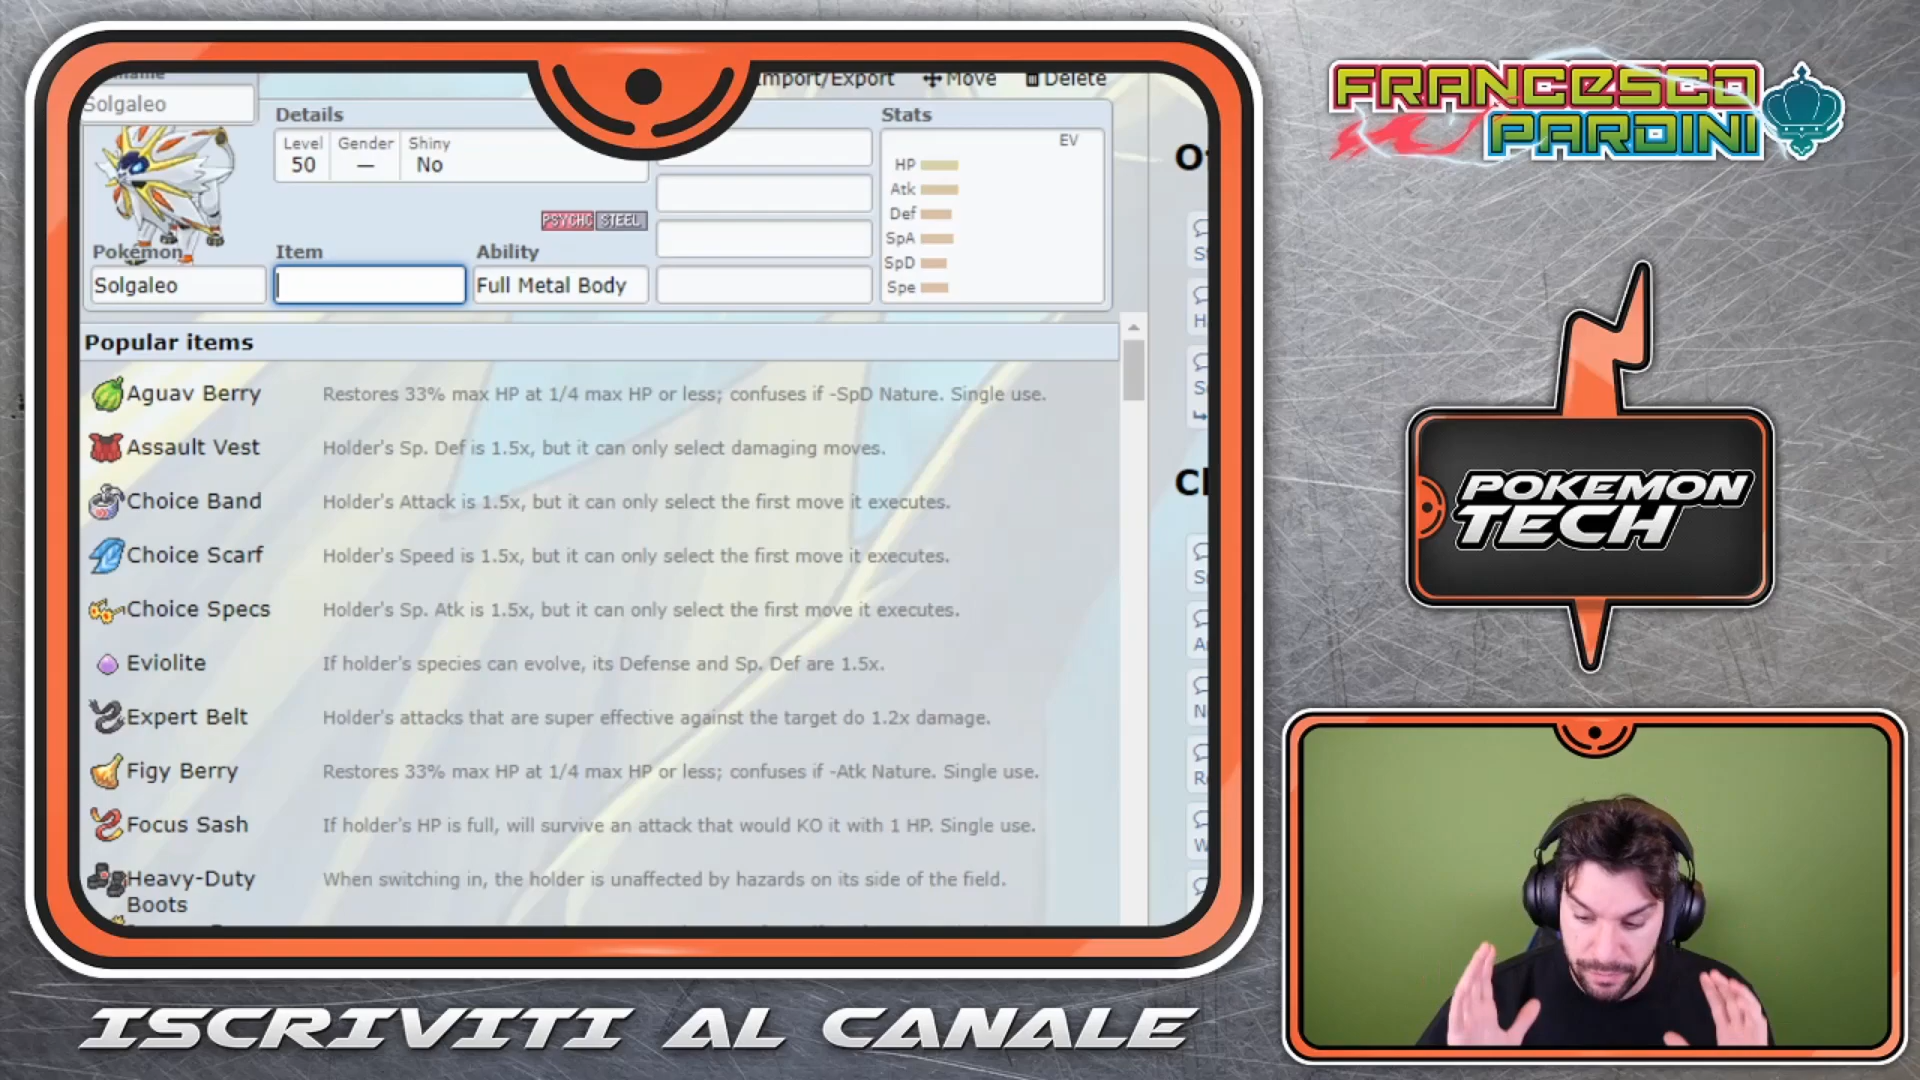 Solgaleo
Import/Export Move Delete
Details
Level Gender Shiny
50 — No
PSYCHC STEEL
Pokémon Item Ability
Solgaleo Full Metal Body
Stats
EV
HP
Atk
Def
SpA
SpD
Spe
Popular items
Aguav Berry Restores 33% max HP at 1/4 max HP or less; confuses if -SpD Nature. Single use.
Assault Vest Holder's Sp. Def is 1.5x, but it can only select damaging moves.
Choice Band Holder's Attack is 1.5x, but it can only select the first move it executes.
Choice Scarf Holder's Speed is 1.5x, but it can only select the first move it executes.
Choice Specs Holder's Sp. Atk is 1.5x, but it can only select the first move it executes.
Eviolite If holder's species can evolve, its Defense and Sp. Def are 1.5x.
Expert Belt Holder's attacks that are super effective against the target do 1.2x damage.
Figy Berry Restores 33% max HP at 1/4 max HP or less; confuses if -Atk Nature. Single use.
Focus Sash If holder's HP is full, will survive an attack that would KO it with 1 HP. Single use.
Heavy-Duty When switching in, the holder is unaffected by hazards on its side of the field.
Boots
FRANCESCO
PARDINI
POKEMON
TECH
ISCRIVITI AL CANALE